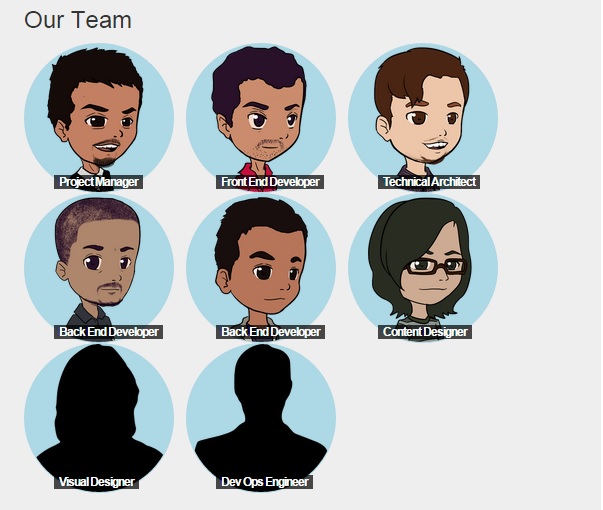 Our Team
Project Manager
Front End Developer
Technical Architect
Back End Developer
Back End Developer
Content Designer
Visual Designer
Dev Ops Engineer